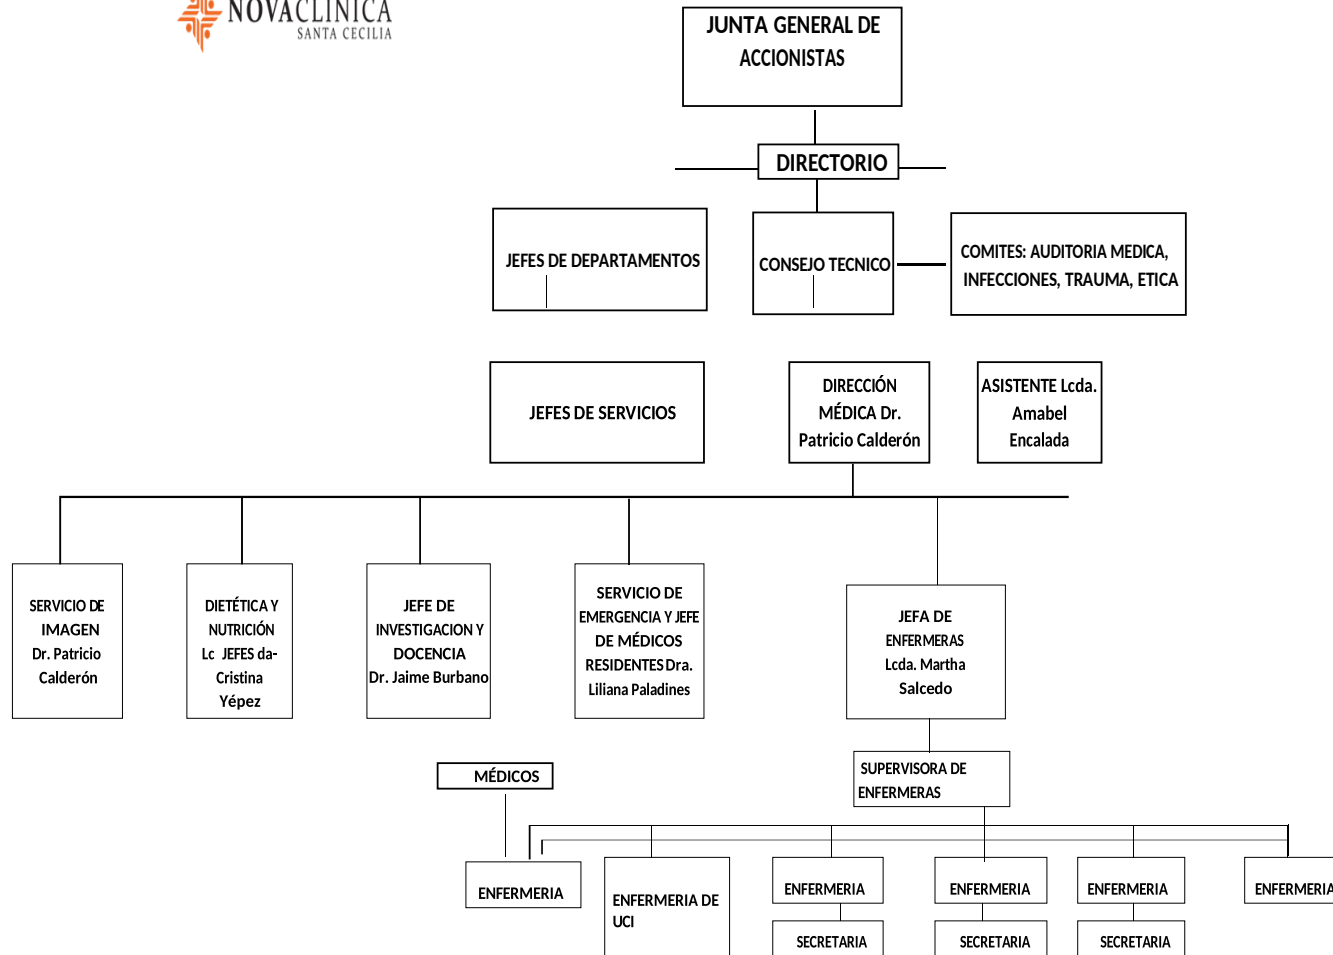 NOVACLINICA
SANTA CECILIA
JUNTA GENERAL DE
ACCIONISTAS
DIRECTORIO
JEFES DE DEPARTAMENTOS
CONSEJO TECNICO
COMITES: AUDITORIA MEDICA,
INFECCIONES, TRAUMA, ETICA
JEFES DE SERVICIOS
DIRECCIÓN
MÉDICA Dr.
Patricio Calderón
ASISTENTE Lcda.
Amabel
Encalada
SERVICIO DE
IMAGEN
Dr. Patricio
Calderón
DIETÉTICA Y
NUTRICIÓN
Lc JEFES da-
Cristina
Yépez
JEFE DE
INVESTIGACION Y
DOCENCIA
Dr. Jaime Burbano
SERVICIO DE
EMERGENCIA Y JEFE
DE MÉDICOS
RESIDENTES Dra.
Liliana Paladines
JEFA DE
ENFERMERAS
Lcda. Martha
Salcedo
SUPERVISORA DE
ENFERMERAS
MÉDICOS
ENFERMERIA
ENFERMERIA DE
UCI
ENFERMERIA
SECRETARIA
ENFERMERIA
SECRETARIA
ENFERMERIA
SECRETARIA
ENFERMERIA